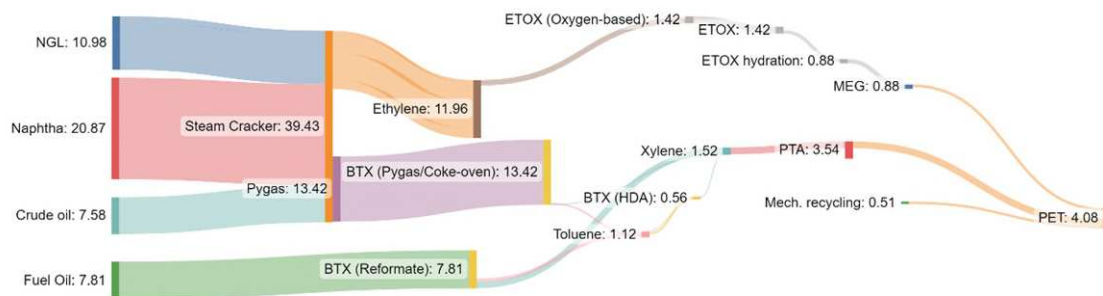 NGL: 10.98
Naphtha: 20.87
Crude oil: 7.58
Fuel Oil: 7.81
Steam Cracker: 39.43
Pygas: 13.42
Ethylene: 11.96
BTX (Pygas/Coke-oven): 13.42
BTX (Reformate): 7.81
ETOX (Oxygen-based): 1.42
ETOX: 1.42
ETOX hydration: 0.88
MEG: 0.88
Xylene: 1.52
PTA: 3.54
BTX (HDA): 0.56
Toluene: 1.12
Mech. recycling: 0.51
PET: 4.08